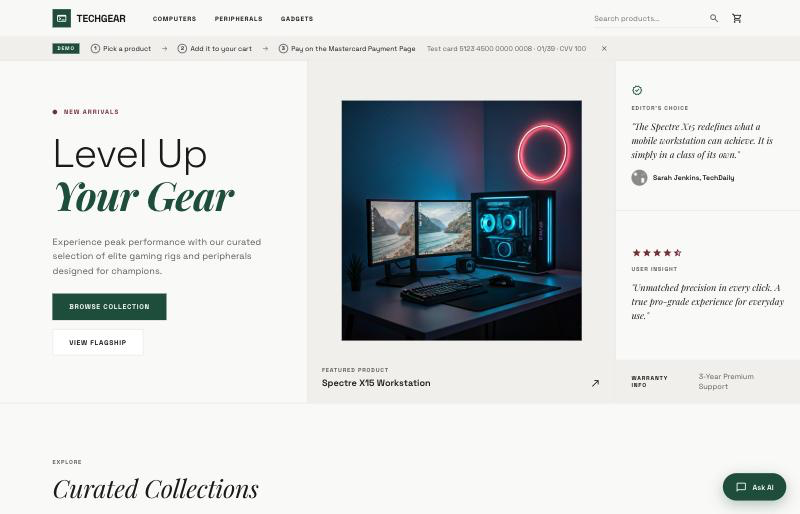 TECHGEAR
COMPUTERS
PERIPHERALS
GADGETS
Search products...
DEMO
1 Pick a product → 2 Add it to your cart → 3 Pay on the Mastercard Payment Page
Test card 5123 4500 0000 0008 · 01/39 · CVV 100
NEW ARRIVALS
Level Up
Your Gear
Experience peak performance with our curated
selection of elite gaming rigs and peripherals
designed for champions.
BROWSE COLLECTION
VIEW FLAGSHIP
FEATURED PRODUCT
Spectre X15 Workstation
EDITOR'S CHOICE
"The Spectre X15 redefines what a
mobile workstation can achieve. It is
simply in a class of its own."
Sarah Jenkins, TechDaily
USER INSIGHT
"Unmatched precision in every click. A
true pro-grade experience for everyday
use."
WARRANTY
INFO
3-Year Premium
Support
EXPLORE
Curated Collections
Ask AI